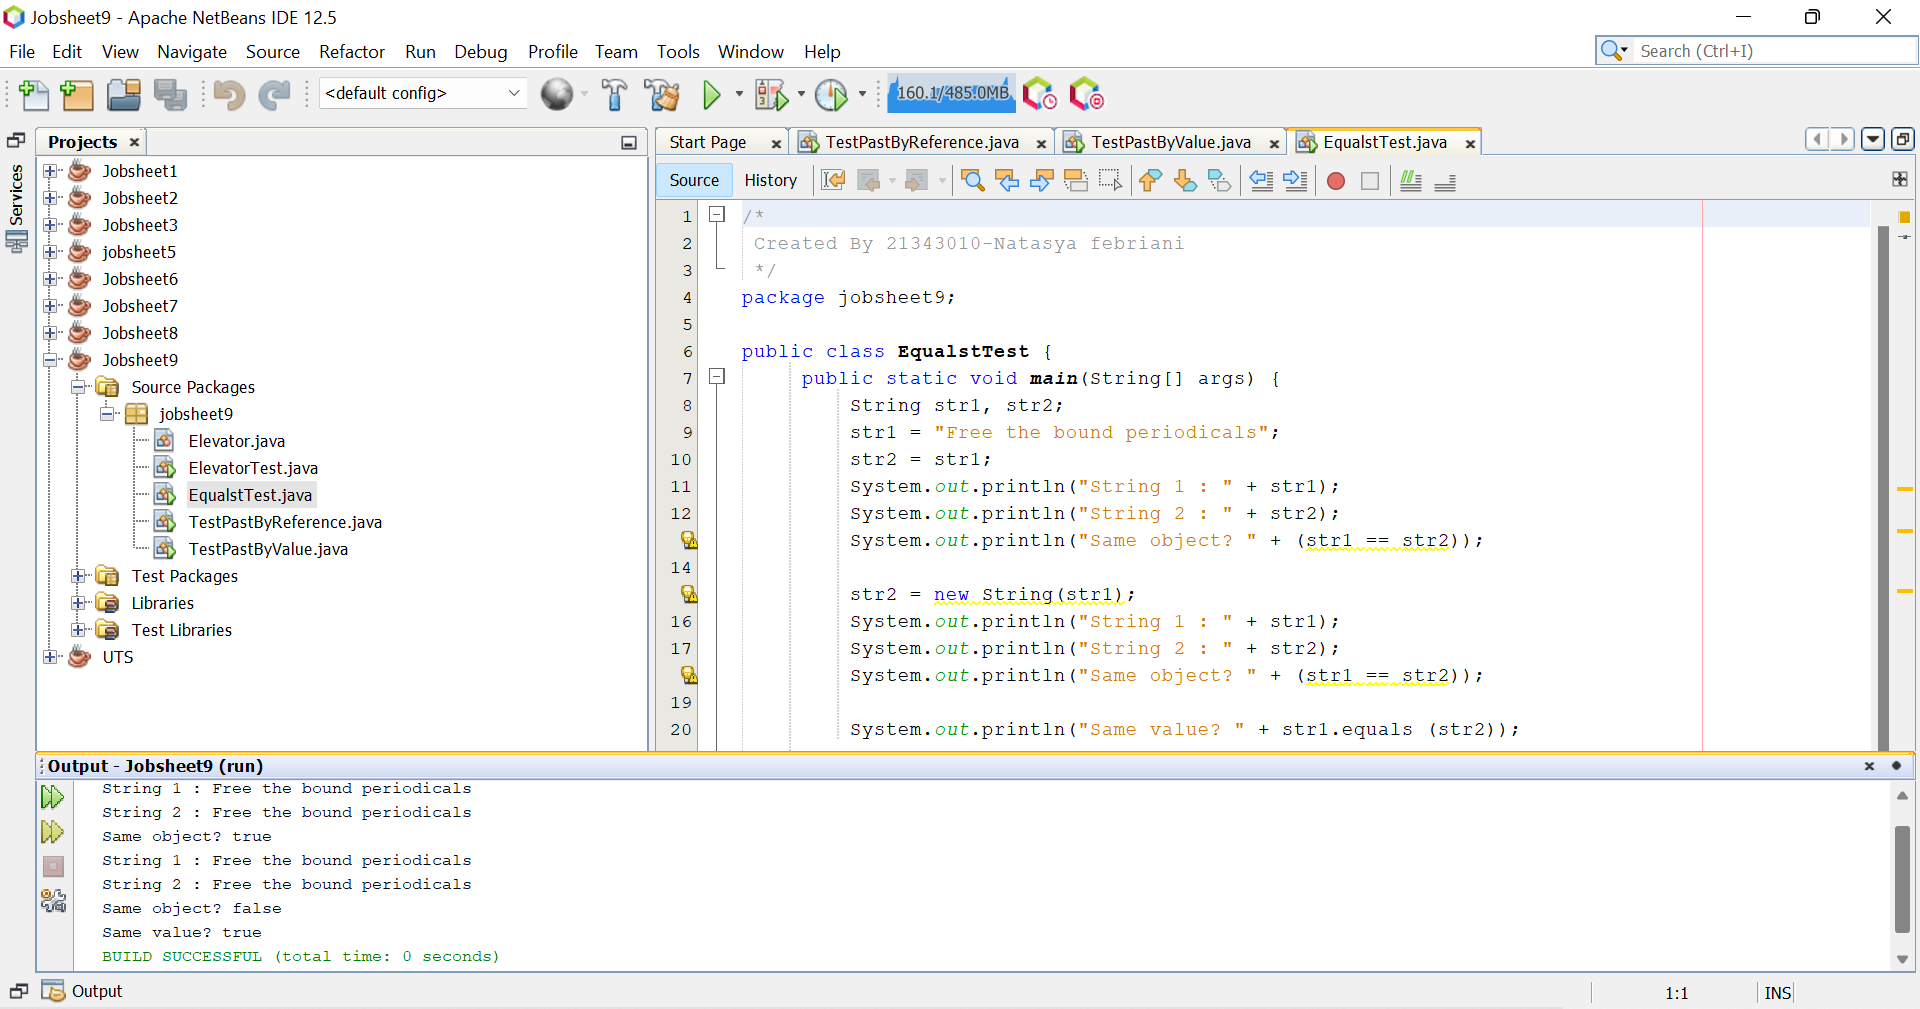 Jobsheet9 - Apache NetBeans IDE 12.5
File Edit View Navigate Source Refactor Run Debug Profile Team Tools Window Help
Search (Ctrl+I)
<default config>
160.1/485.0MB
Services
Projects
Jobsheet1
Jobsheet2
Jobsheet3
jobsheet5
Jobsheet6
Jobsheet7
Jobsheet8
Jobsheet9
Source Packages
jobsheet9
Elevator.java
ElevatorTest.java
EqualstTest.java
TestPastByReference.java
TestPastByValue.java
Test Packages
Libraries
Test Libraries
UTS
Start Page TestPastByReference.java TestPastByValue.java EqualstTest.java
Source History
1 /*
2 Created By 21343010-Natasya febriani
3 */
4 package jobsheet9;
5
6 public class EqualstTest {
7 public static void main(String[] args) {
8 String str1, str2;
9 str1 = "Free the bound periodicals";
10 str2 = str1;
11 System.out.println("String 1 : " + str1);
12 System.out.println("String 2 : " + str2);
System.out.println("Same object? " + (str1 == str2));
14
str2 = new String(str1);
16 System.out.println("String 1 : " + str1);
17 System.out.println("String 2 : " + str2);
System.out.println("Same object? " + (str1 == str2));
19
20 System.out.println("Same value? " + str1.equals (str2));
Output - Jobsheet9 (run)
String 1 : Free the bound periodicals
String 2 : Free the bound periodicals
Same object? true
String 1 : Free the bound periodicals
String 2 : Free the bound periodicals
Same object? false
Same value? true
BUILD SUCCESSFUL (total time: 0 seconds)
Output
1:1 INS